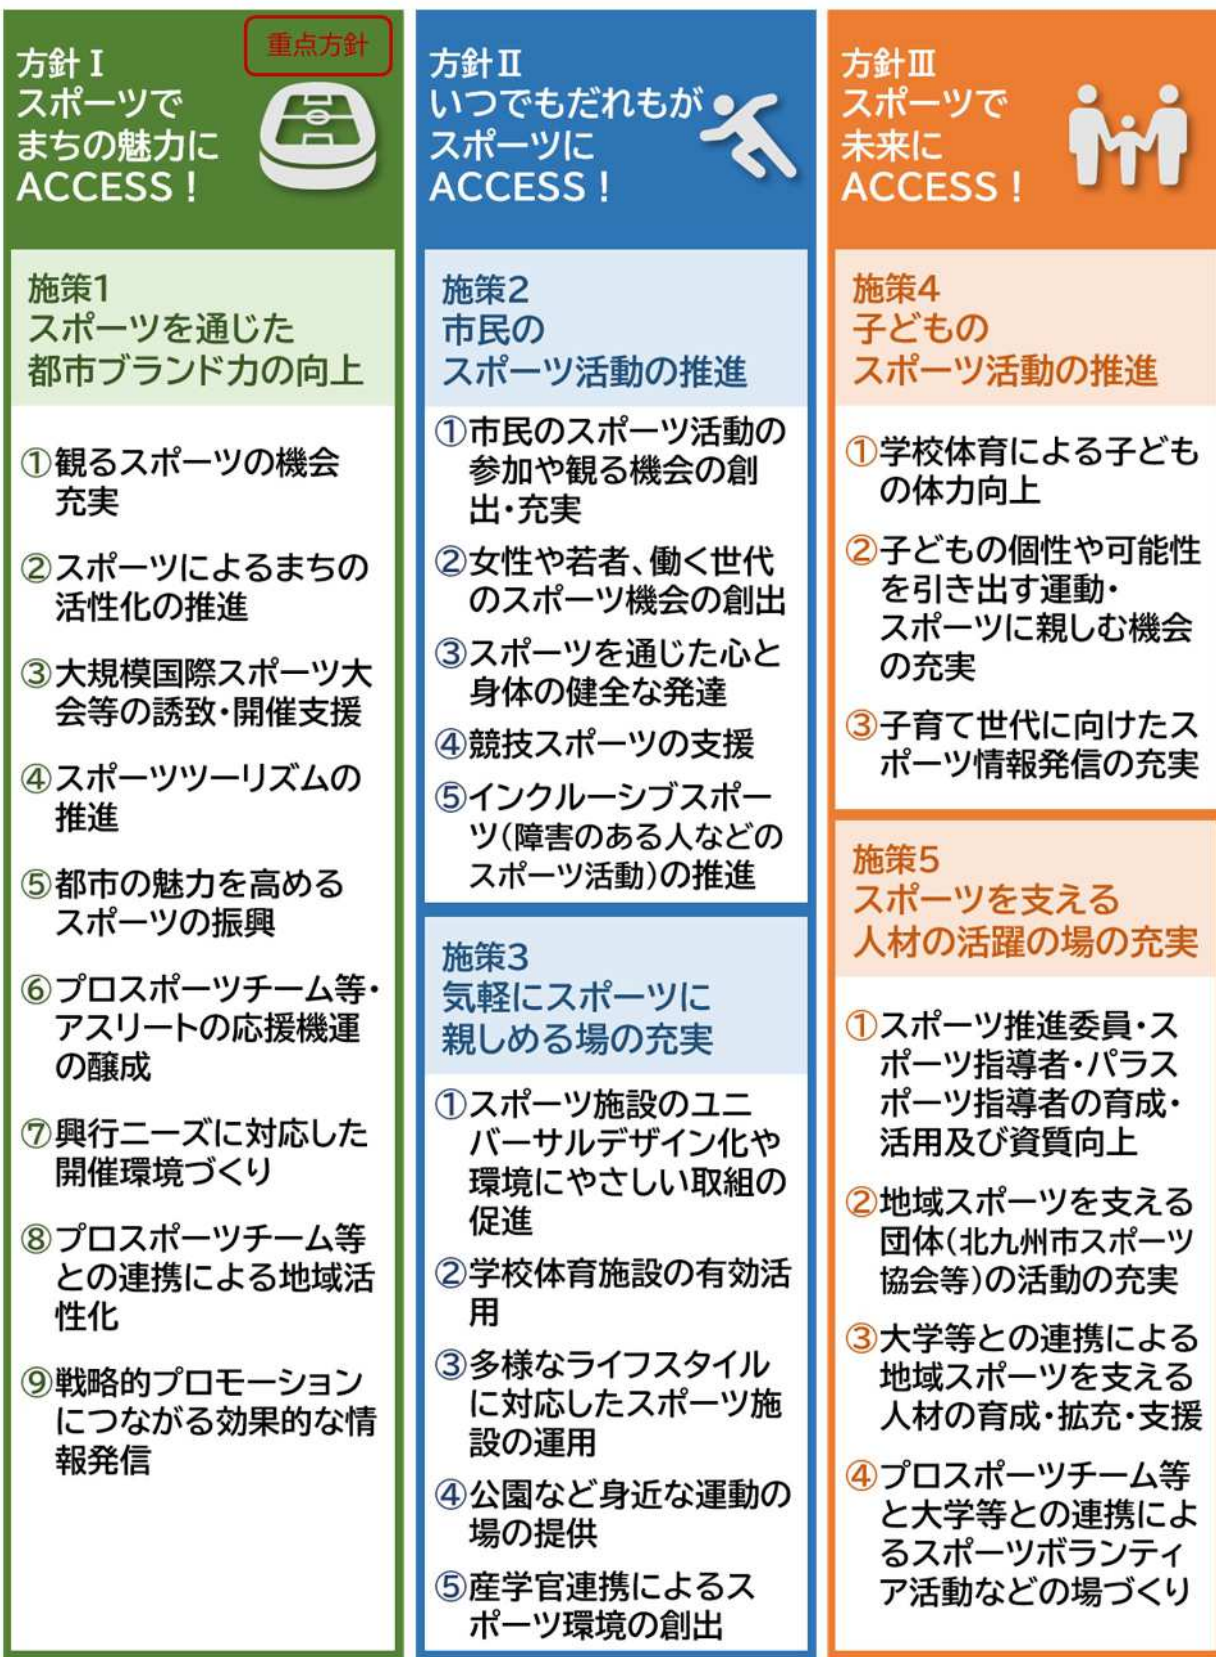 方針Ⅰ
重点方針
スポーツで
まちの魅力に
ACCESS！
施策1
スポーツを通じた
都市ブランド力の向上
①観るスポーツの機会
充実
②スポーツによるまちの
活性化の推進
③大規模国際スポーツ大
会等の誘致・開催支援
④スポーツツーリズムの
推進
⑤都市の魅力を高める
スポーツの振興
⑥プロスポーツチーム等・
アスリートの応援機運
の醸成
⑦興行ニーズに対応した
開催環境づくり
⑧プロスポーツチーム等
との連携による地域活
性化
⑨戦略的プロモーション
につながる効果的な情
報発信
方針Ⅱ
いつでもだれもが
スポーツに
ACCESS！
施策2
市民の
スポーツ活動の推進
①市民のスポーツ活動の
参加や観る機会の創
出・充実
②女性や若者、働く世代
のスポーツ機会の創出
③スポーツを通じた心と
身体の健全な発達
④競技スポーツの支援
⑤インクルーシブスポー
ツ(障害のある人などの
スポーツ活動)の推進
施策3
気軽にスポーツに
親しめる場の充実
①スポーツ施設のユニ
バーサルデザイン化や
環境にやさしい取組の
促進
②学校体育施設の有効活
用
③多様なライフスタイル
に対応したスポーツ施
設の運用
④公園など身近な運動の
場の提供
⑤産学官連携によるス
ポーツ環境の創出
方針Ⅲ
スポーツで
未来に
ACCESS！
施策4
子どもの
スポーツ活動の推進
①学校体育による子ども
の体力向上
②子どもの個性や可能性
を引き出す運動・
スポーツに親しむ機会
の充実
③子育て世代に向けたス
ポーツ情報発信の充実
施策5
スポーツを支える
人材の活躍の場の充実
①スポーツ推進委員・ス
ポーツ指導者・パラス
ポーツ指導者の育成・
活用及び資質向上
②地域スポーツを支える
団体(北九州市スポーツ
協会等)の活動の充実
③大学等との連携による
地域スポーツを支える
人材の育成・拡充・支援
④プロスポーツチーム等
と大学等との連携によ
るスポーツボランティ
ア活動などの場づくり